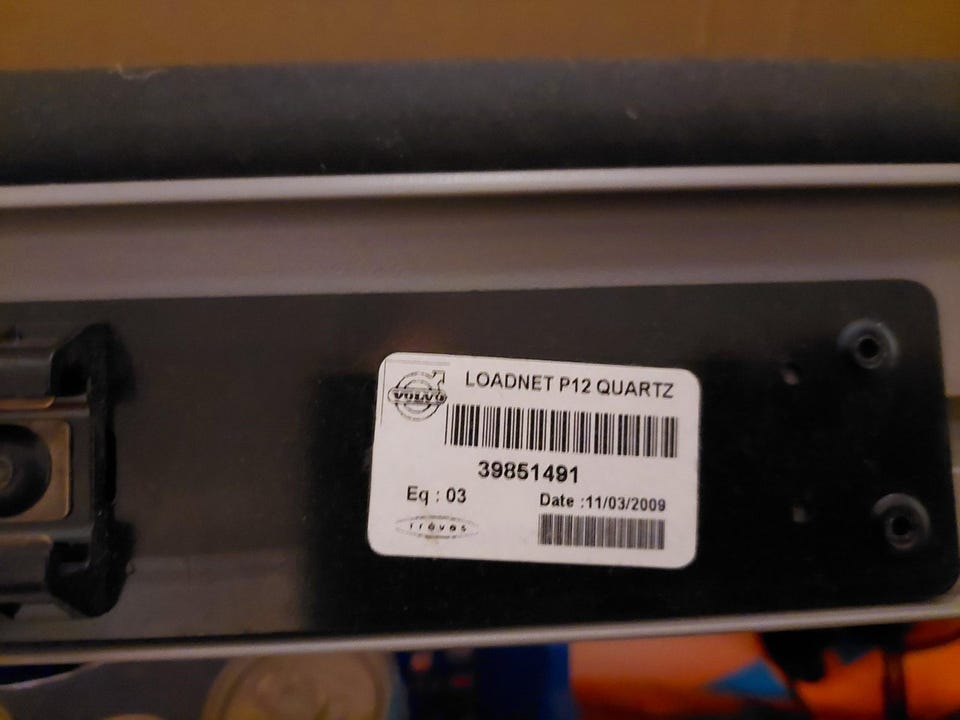 VOLVO
LOADNET P12 QUARTZ
39851491
Eq : 03
Date :11/03/2009
trèves